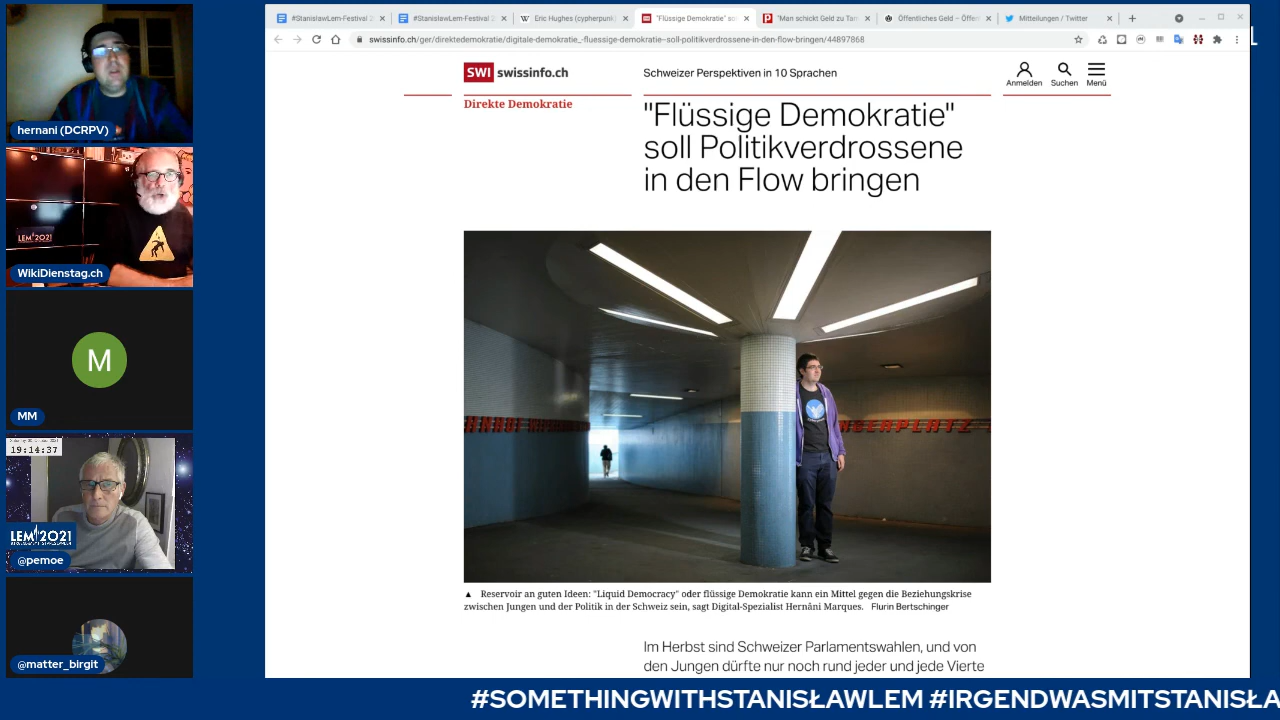 hernani (DCRPV)
LEM 2021
WikiDienstag.ch
M
MM
19:14:37
LEM 2021
@pemoe
@matter_birgit
#StanislawLem-Festival 2
#StanislawLem-Festival 2
Eric Hughes (cypherpunk
"Flüssige Demokratie" so
"Man schickt Geld zu Tan
Öffentliches Geld – Öffen
Mitteilungen / Twitter
swissinfo.ch/ger/direktedemokratie/digitale-demokratie_-fluessige-demokratie--soll-politikverdrossene-in-den-flow-bringen/44897868
SWI swissinfo.ch
Schweizer Perspektiven in 10 Sprachen
Anmelden
Suchen
Menü
Direkte Demokratie
"Flüssige Demokratie"
soll Politikverdrossene
in den Flow bringen
▲ Reservoir an guten Ideen: "Liquid Democracy" oder flüssige Demokratie kann ein Mittel gegen die Beziehungskrise
zwischen Jungen und der Politik in der Schweiz sein, sagt Digital-Spezialist Hernâni Marques. Flurin Bertschinger
Im Herbst sind Schweizer Parlamentswahlen, und von
den Jungen dürfte nur noch rund jeder und jede Vierte
#SOMETHINGWITHSTANISŁAWLEM #IRGENDWASMITSTANISŁA